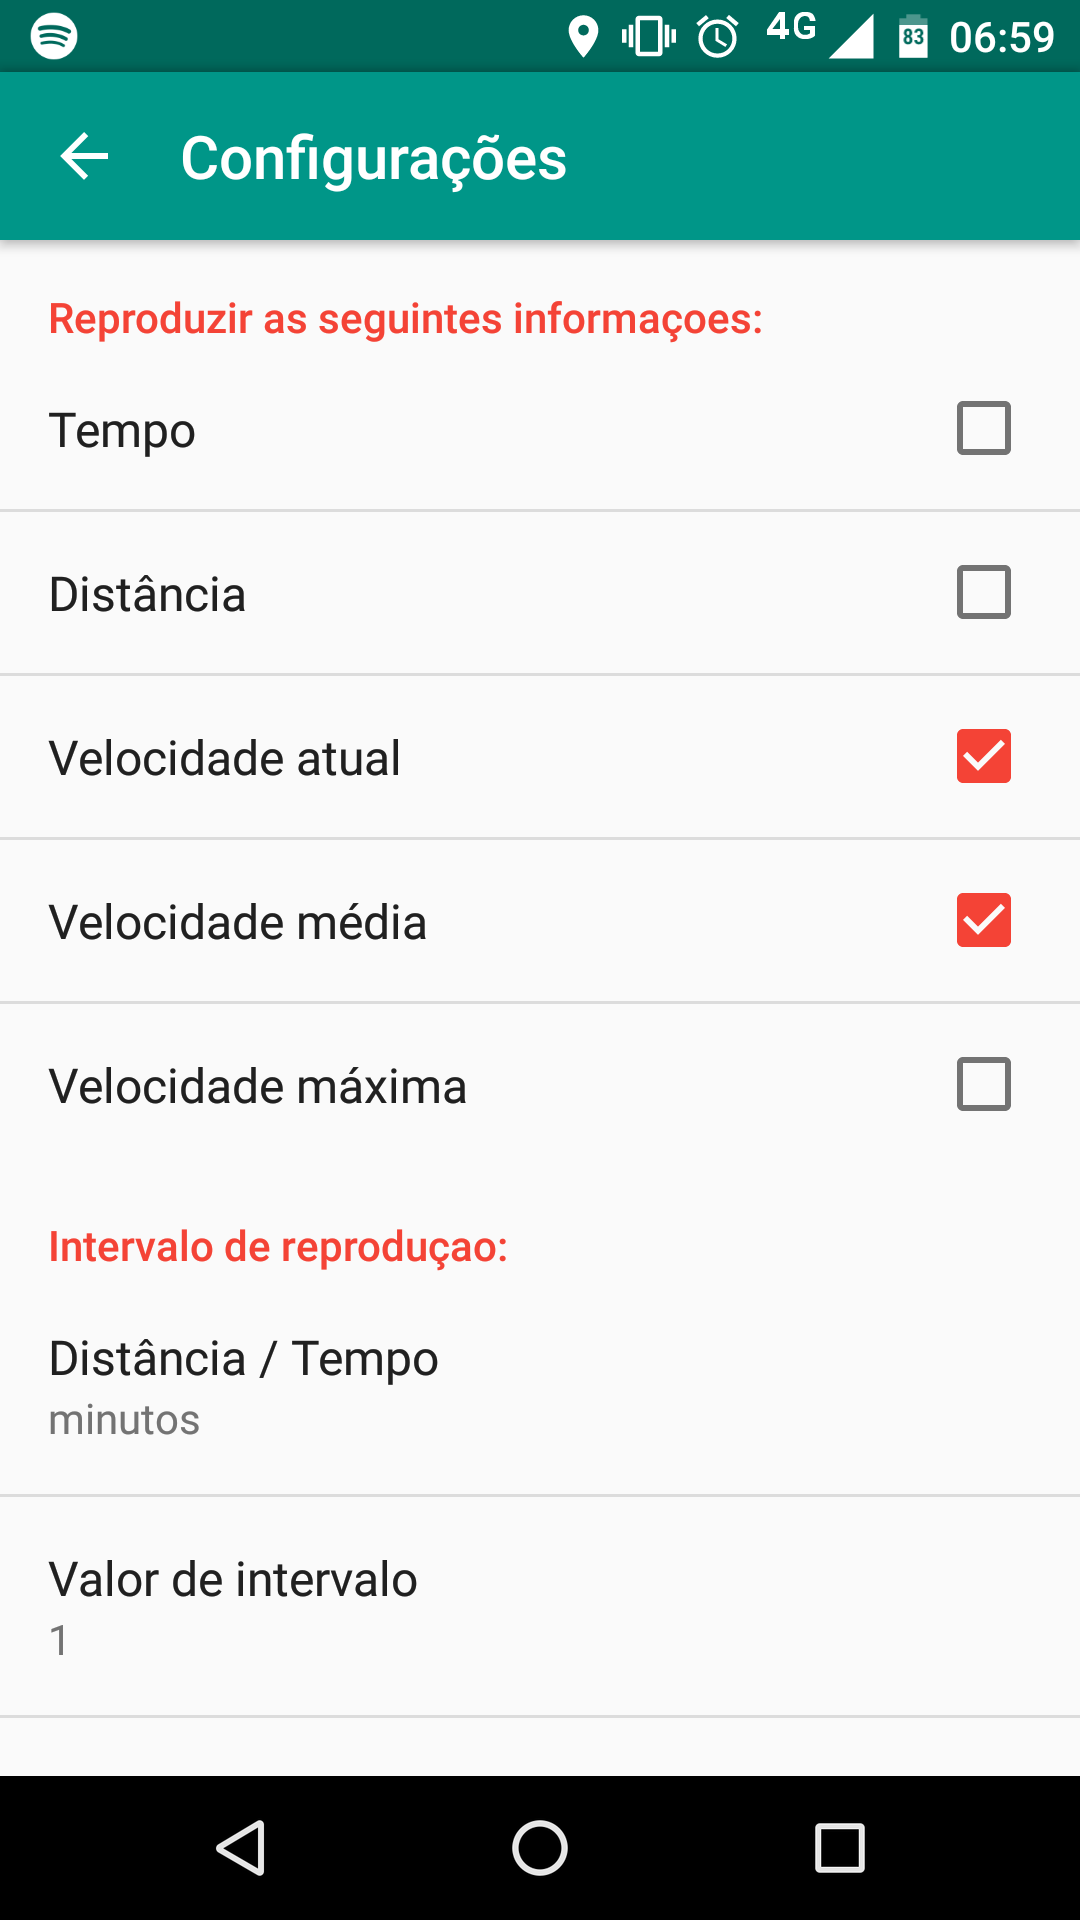 4G 83 06:59
Configurações
Reproduzir as seguintes informaçoes:
Tempo
Distância
Velocidade atual
Velocidade média
Velocidade máxima
Intervalo de reproduçao:
Distância / Tempo
minutos
Valor de intervalo
1